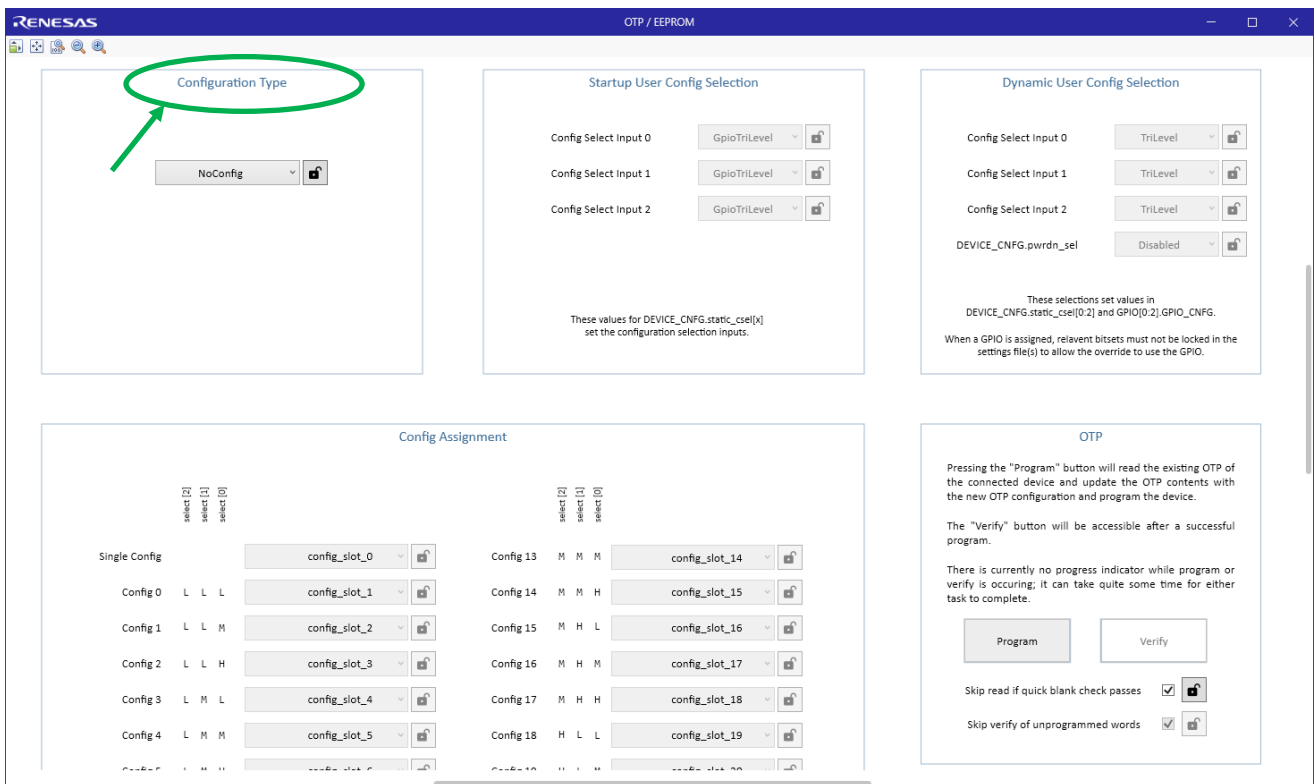 RENESAS
OTP / EEPROM
Configuration Type
NoConfig
Startup User Config Selection
Config Select Input 0 GpioTriLevel
Config Select Input 1 GpioTriLevel
Config Select Input 2 GpioTriLevel
These values for DEVICE_CNFG.static_csel[x]
set the configuration selection inputs.
Dynamic User Config Selection
Config Select Input 0 TriLevel
Config Select Input 1 TriLevel
Config Select Input 2 TriLevel
DEVICE_CNFG.pwrdn_sel Disabled
These selections set values in
DEVICE_CNFG.static_csel[0:2] and GPIO[0:2].GPIO_CNFG.
When a GPIO is assigned, relavent bitsets must not be locked in the
settings file(s) to allow the override to use the GPIO.
Config Assignment
select [2] select [1] select [0]
Single Config config_slot_0
Config 0 L L L config_slot_1
Config 1 L L M config_slot_2
Config 2 L L H config_slot_3
Config 3 L M L config_slot_4
Config 4 L M M config_slot_5
select [2] select [1] select [0]
Config 13 M M M config_slot_14
Config 14 M M H config_slot_15
Config 15 M H L config_slot_16
Config 16 M H M config_slot_17
Config 17 M H H config_slot_18
Config 18 H L L config_slot_19
OTP
Pressing the "Program" button will read the existing OTP of
the connected device and update the OTP contents with
the new OTP configuration and program the device.
The "Verify" button will be accessible after a successful
program.
There is currently no progress indicator while program or
verify is occuring; it can take quite some time for either
task to complete.
Program Verify
Skip read if quick blank check passes
Skip verify of unprogrammed words